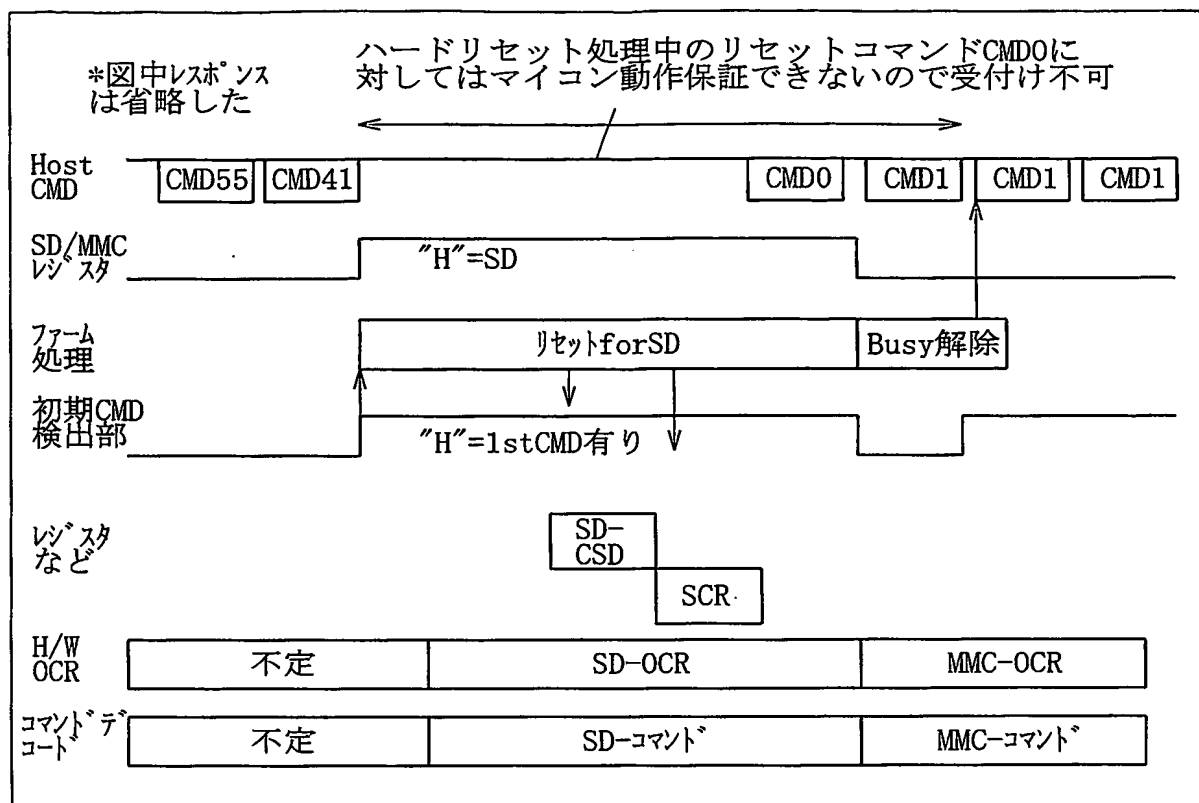 *図中ﾚｽﾎﾟﾝｽ
は省略した
ハードリセット処理中のリセットコマンドCMD0に
対してはマイコン動作保証できないので受付け不可
Host
CMD
CMD55
CMD41
CMD0
CMD1
CMD1
CMD1
SD/MMC
ﾚｼﾞｽﾀ
"H"=SD
ﾌｧｰﾑ
処理
ﾘｾｯﾄforSD
Busy解除
初期CMD
検出部
"H"=1stCMD有り
ﾚｼﾞｽﾀ
など
SD-
CSD
SCR
H/W
OCR
不定
SD-OCR
MMC-OCR
ｺﾏﾝﾄﾞﾃﾞ
ｺｰﾄﾞ
不定
SD-ｺﾏﾝﾄﾞ
MMC-ｺﾏﾝﾄﾞ